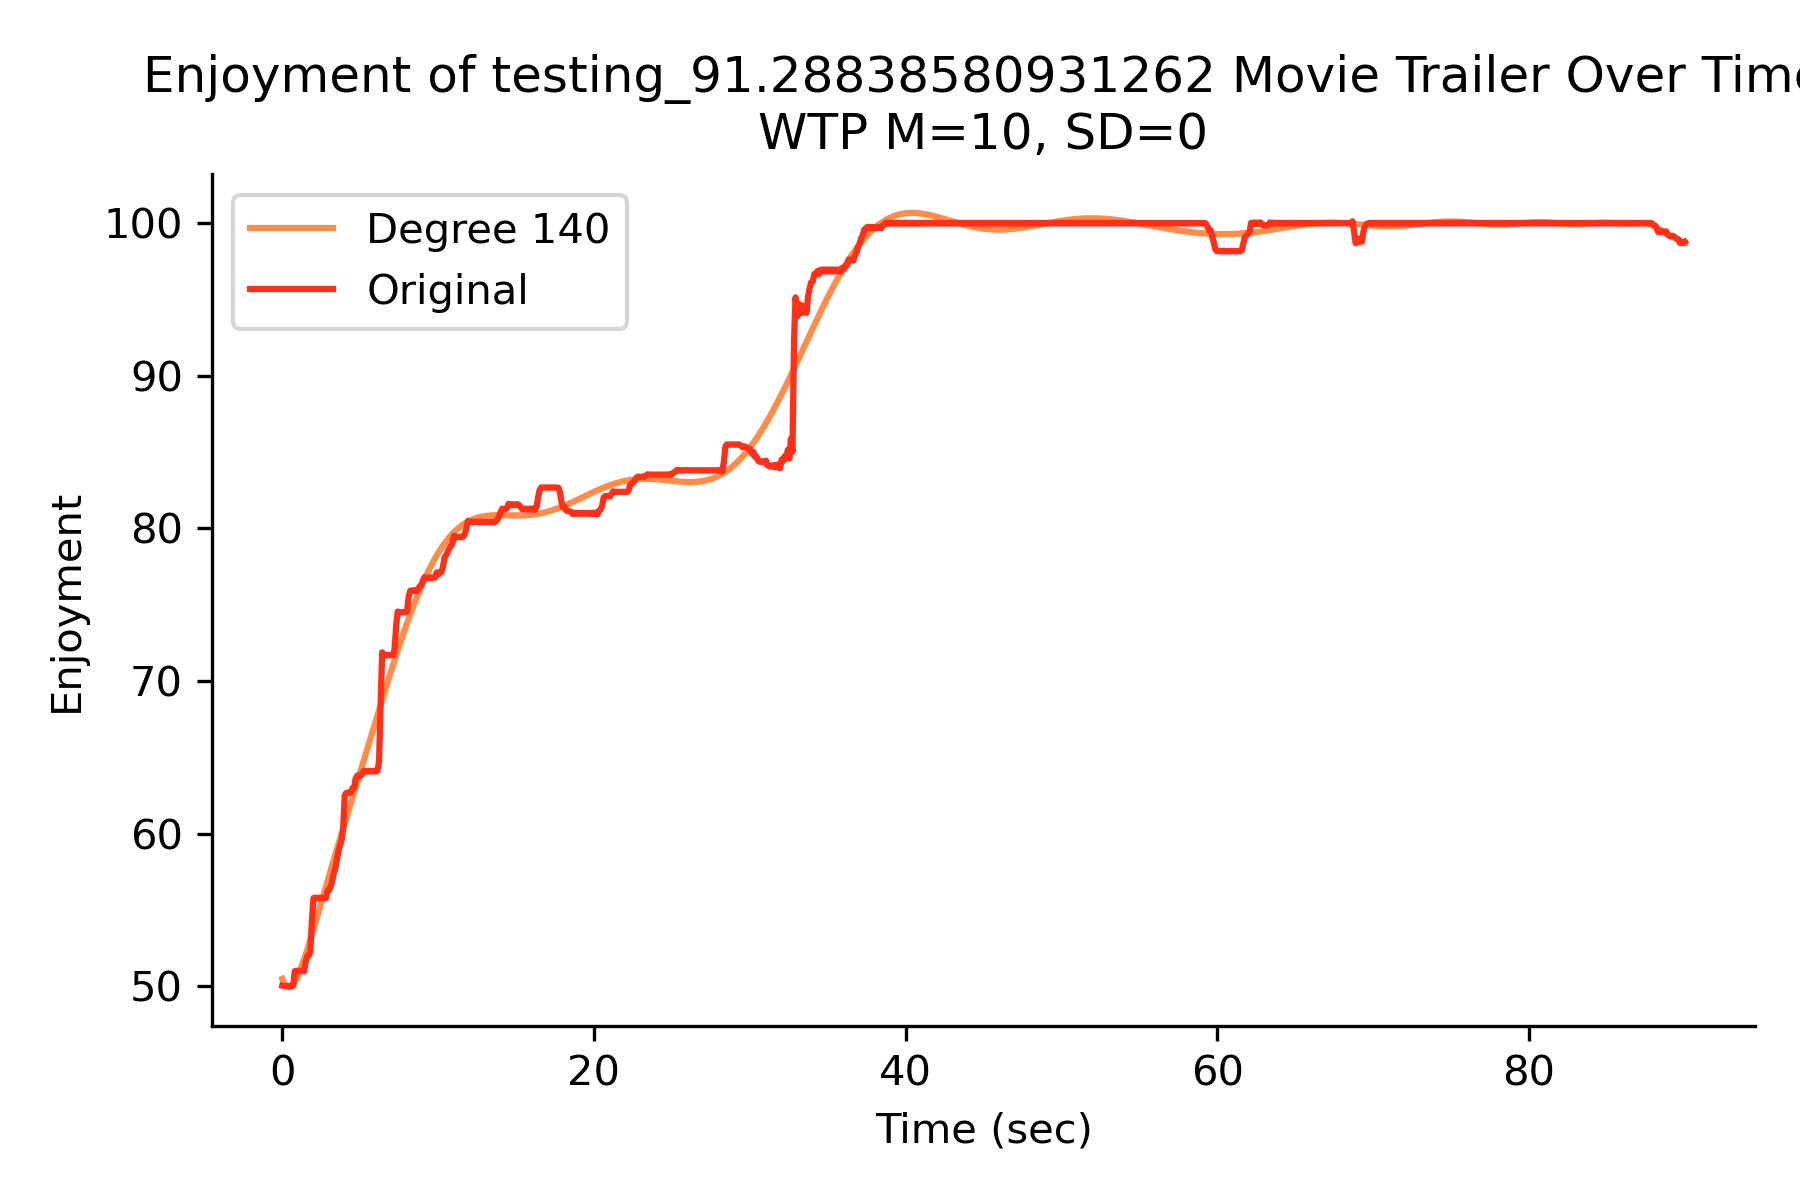 Enjoyment of testing_91.28838580931262 Movie Trailer Over Time
WTP M=10, SD=0
Degree 140
Original
100
90
80
70
60
50
Enjoyment
0 20 40 60 80
Time (sec)